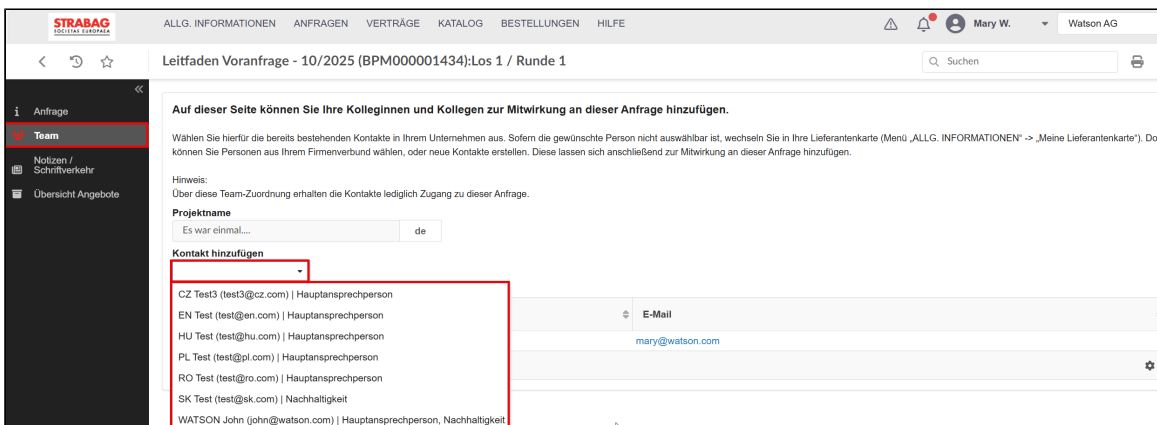 STRABAG
SOCIETAS EUROPAEA
ALLG. INFORMATIONEN ANFRAGEN VERTRÄGE KATALOG BESTELLUNGEN HILFE
Mary W.
Watson AG
Leitfaden Voranfrage - 10/2025 (BPM000001434):Los 1 / Runde 1
Suchen
Anfrage
Team
Notizen /
Schriftverkehr
Übersicht Angebote
Auf dieser Seite können Sie Ihre Kolleginnen und Kollegen zur Mitwirkung an dieser Anfrage hinzufügen.
Wählen Sie hierfür die bereits bestehenden Kontakte in Ihrem Unternehmen aus. Sofern die gewünschte Person nicht auswählbar ist, wechseln Sie in Ihre Lieferantenkarte (Menü „ALLG. INFORMATIONEN" -> „Meine Lieferantenkarte"). Do
können Sie Personen aus Ihrem Firmenverbund wählen, oder neue Kontakte erstellen. Diese lassen sich anschließend zur Mitwirkung an dieser Anfrage hinzufügen.
Hinweis:
Über diese Team-Zuordnung erhalten die Kontakte lediglich Zugang zu dieser Anfrage.
Projektname
Es war einmal.... de
Kontakt hinzufügen
CZ Test3 (test3@cz.com) | Hauptansprechperson
EN Test (test@en.com) | Hauptansprechperson
HU Test (test@hu.com) | Hauptansprechperson
PL Test (test@pl.com) | Hauptansprechperson
RO Test (test@ro.com) | Hauptansprechperson
SK Test (test@sk.com) | Nachhaltigkeit
WATSON John (john@watson.com) | Hauptansprechperson, Nachhaltigkeit
E-Mail
mary@watson.com